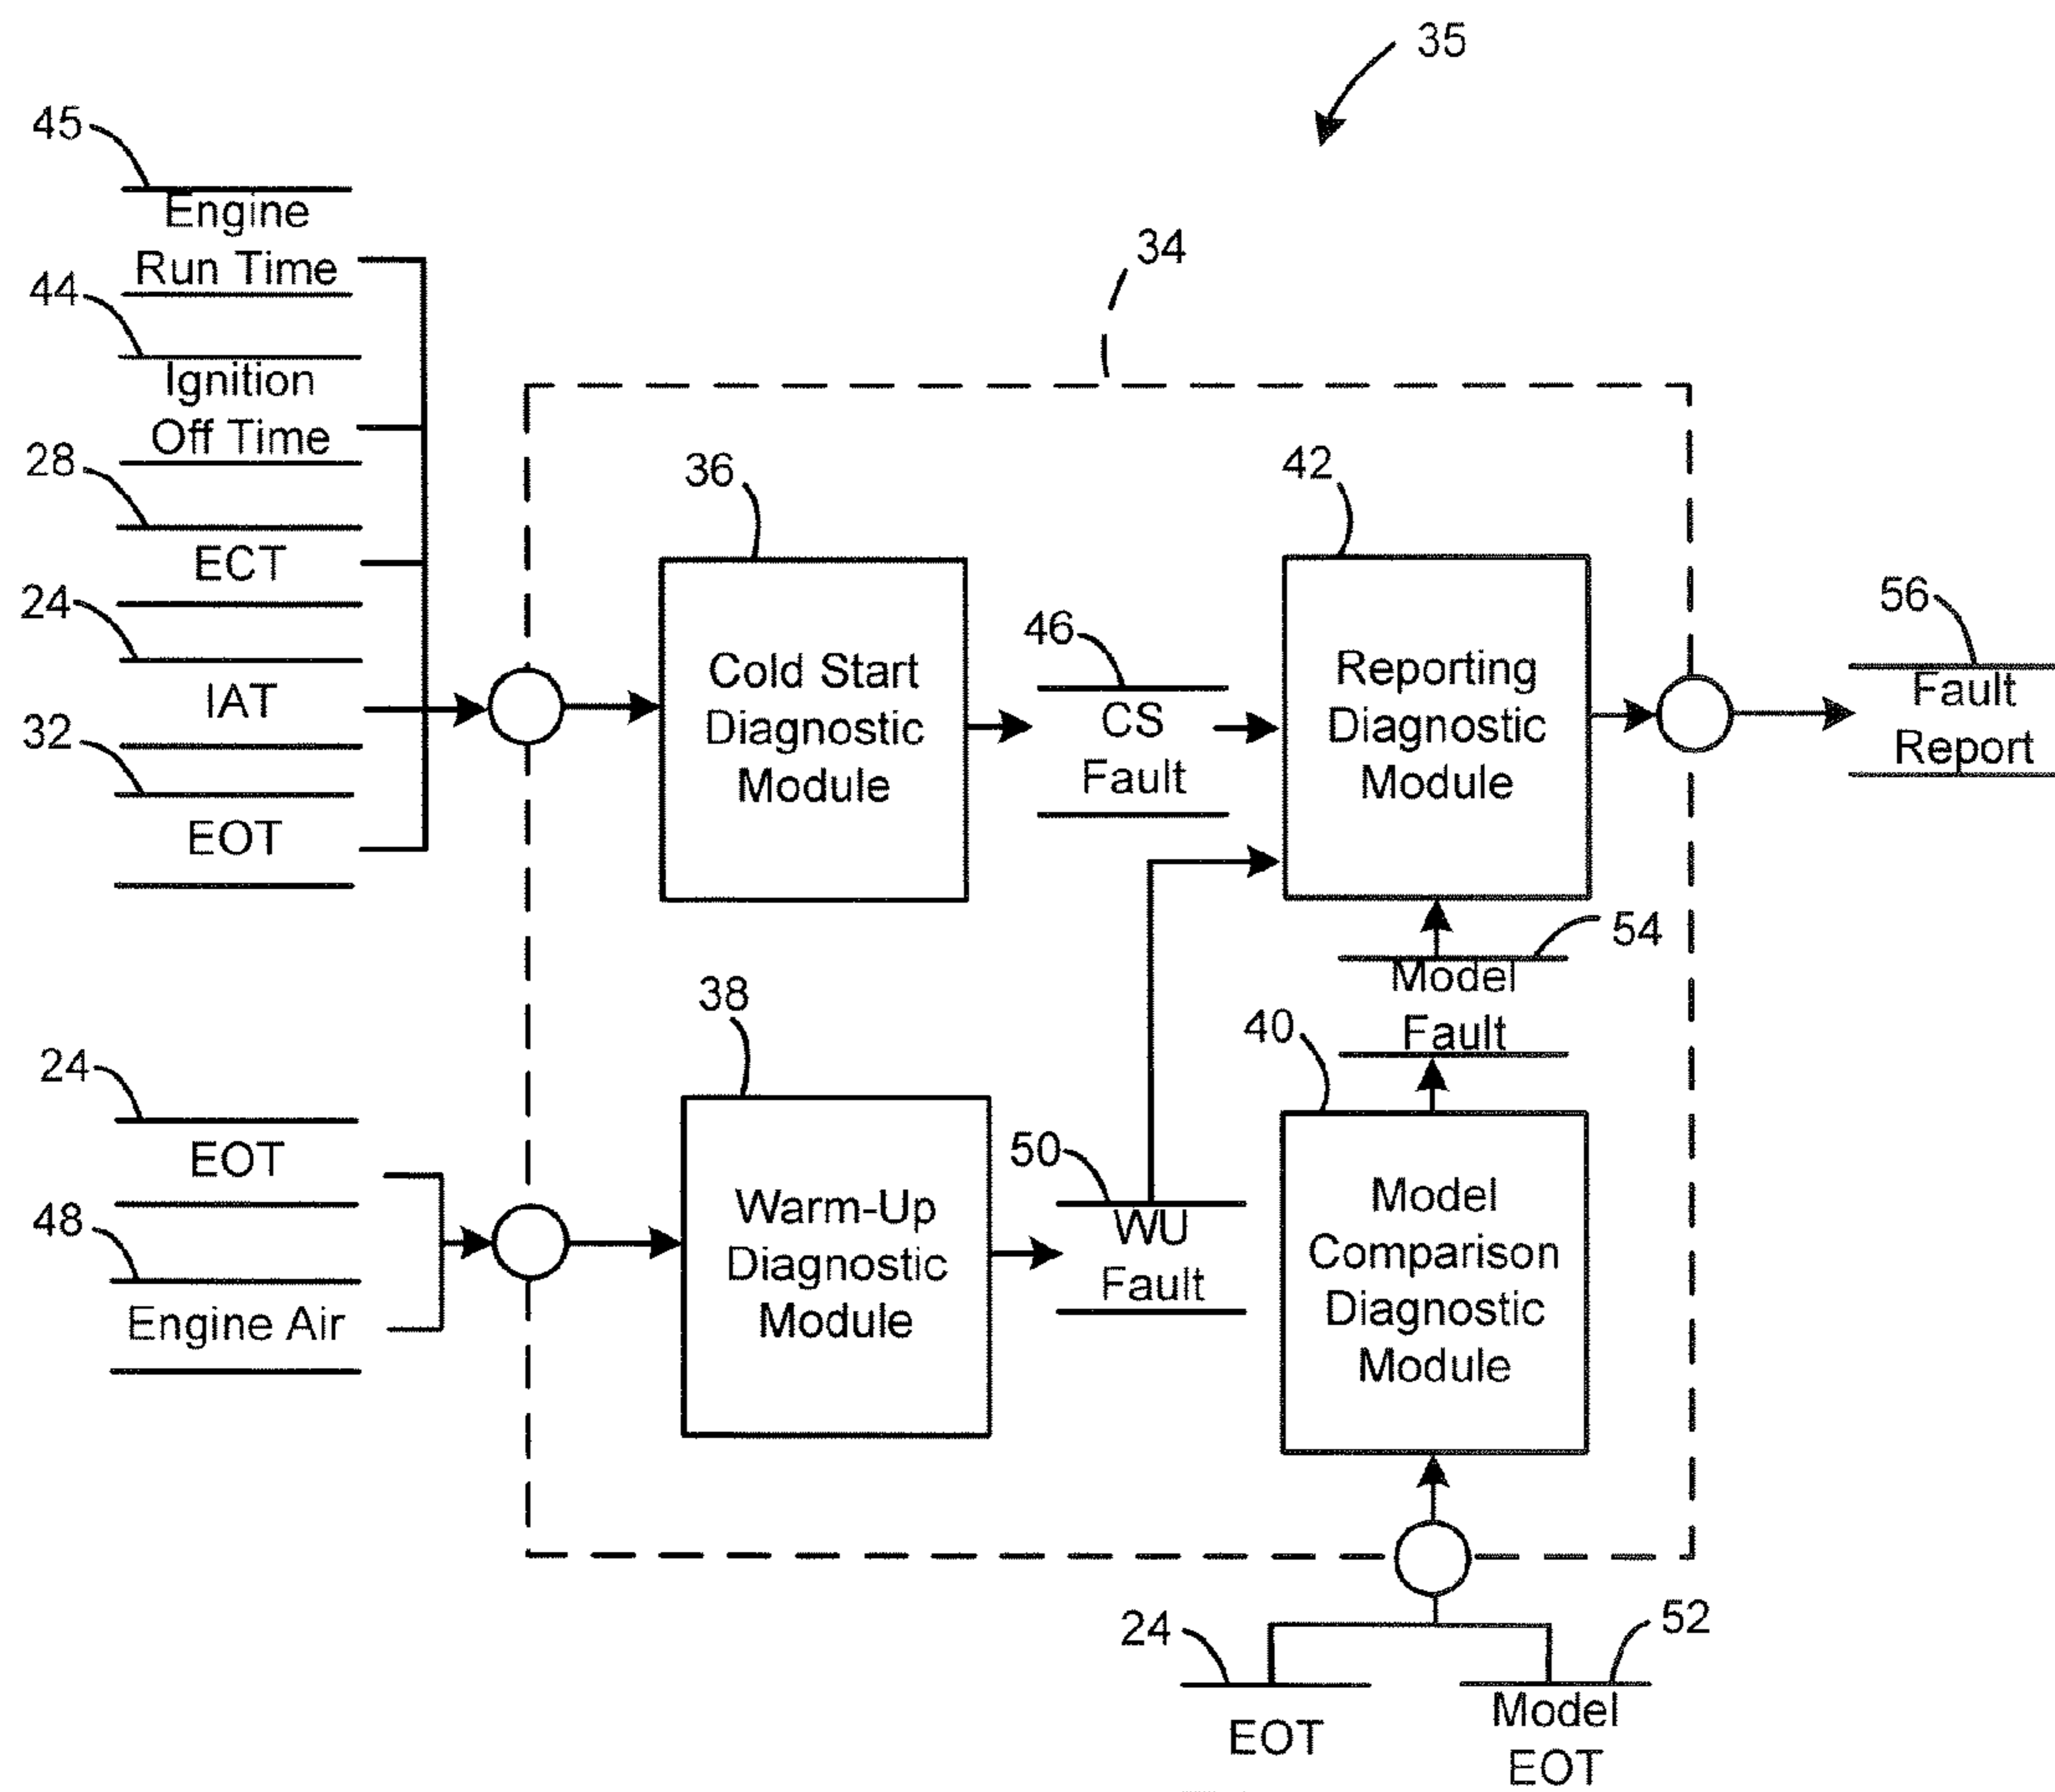 35
45
Engine
Run Time
44
Ignition
Off Time
28
ECT
24
IAT
32
EOT
34
36
Cold Start
Diagnostic
Module
46
CS
Fault
42
Reporting
Diagnostic
Module
56
Fault
Report
54
Model
Fault
24
EOT
48
Engine Air
38
Warm-Up
Diagnostic
Module
50
WU
Fault
40
Model
Comparison
Diagnostic
Module
24
EOT
52
Model
EOT